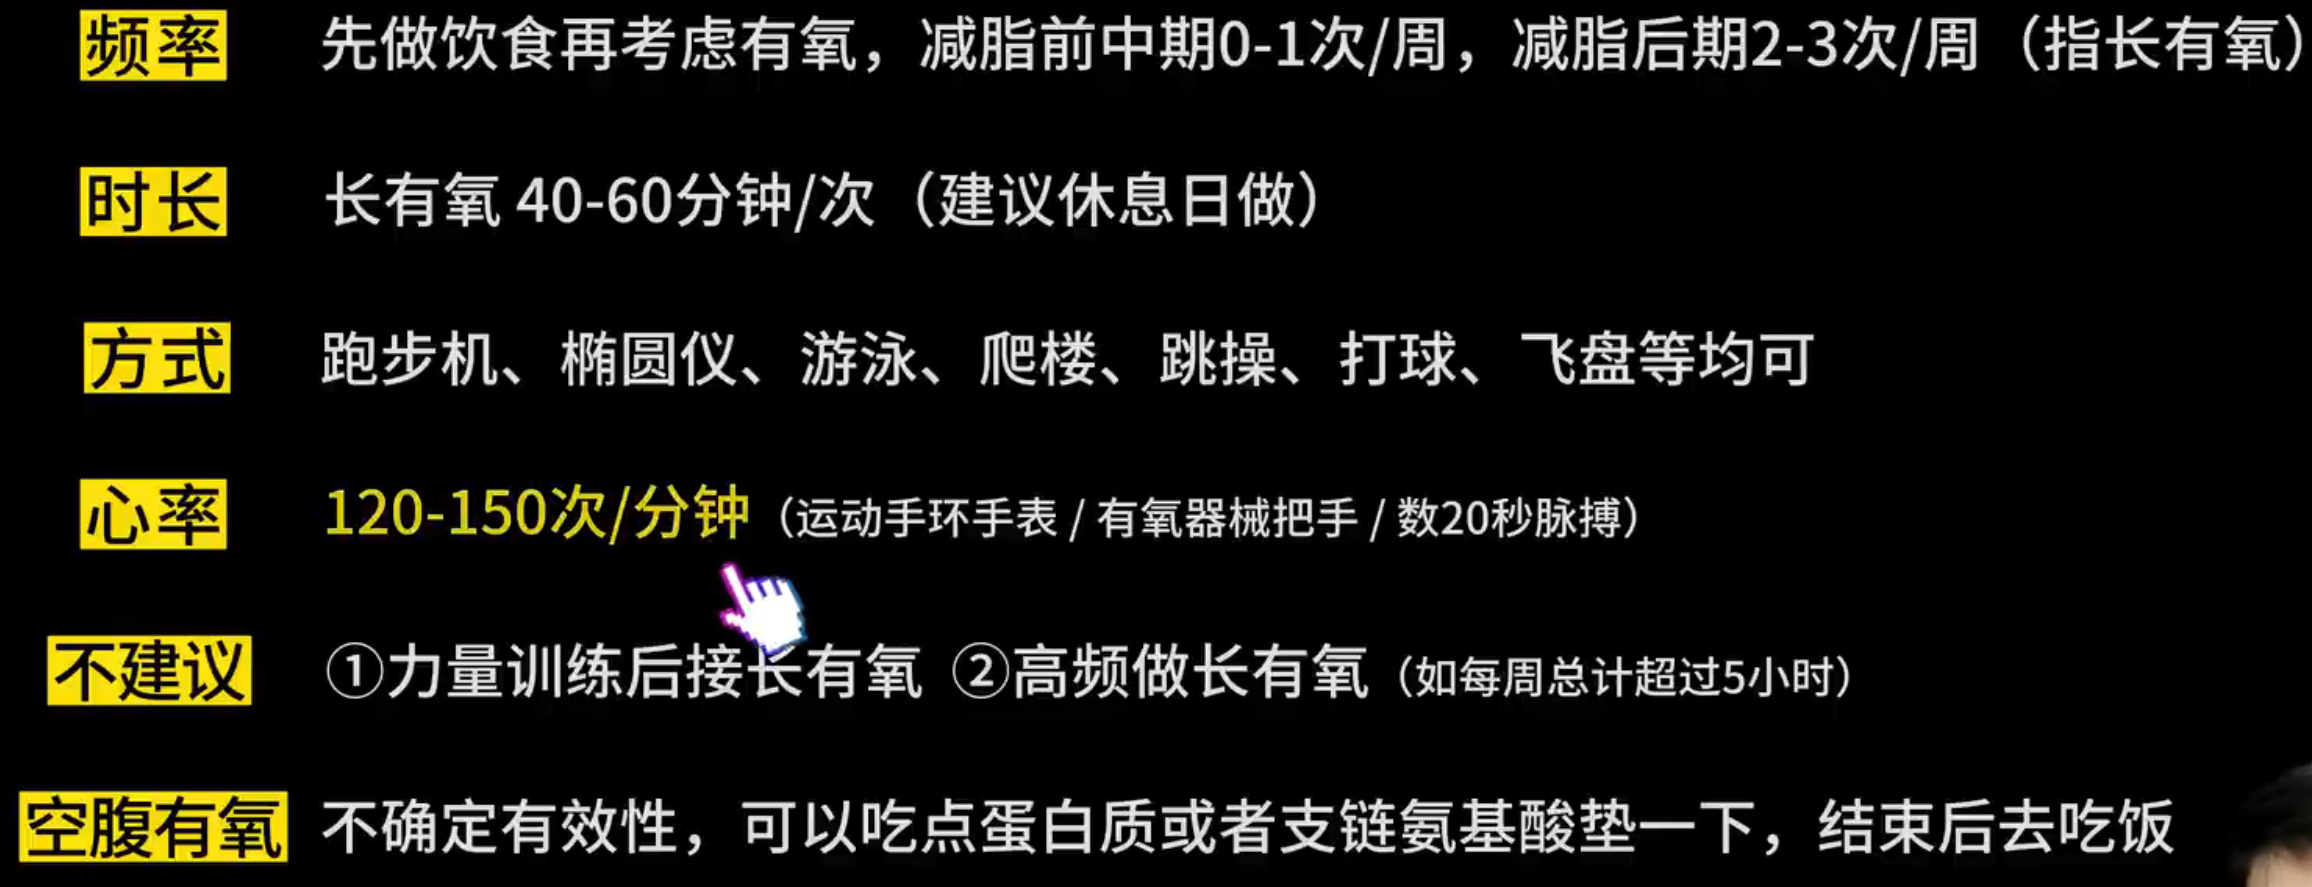 频率 先做饮食再考虑有氧，减脂前中期0-1次/周，减脂后期2-3次/周（指长有氧）
时长 长有氧 40-60分钟/次（建议休息日做）
方式 跑步机、椭圆仪、游泳、爬楼、跳操、打球、飞盘等均可
心率 120-150次/分钟（运动手环手表 / 有氧器械把手 / 数20秒脉搏）
不建议 ①力量训练后接长有氧 ②高频做长有氧（如每周总计超过5小时）
空腹有氧 不确定有效性，可以吃点蛋白质或者支链氨基酸垫一下，结束后去吃饭